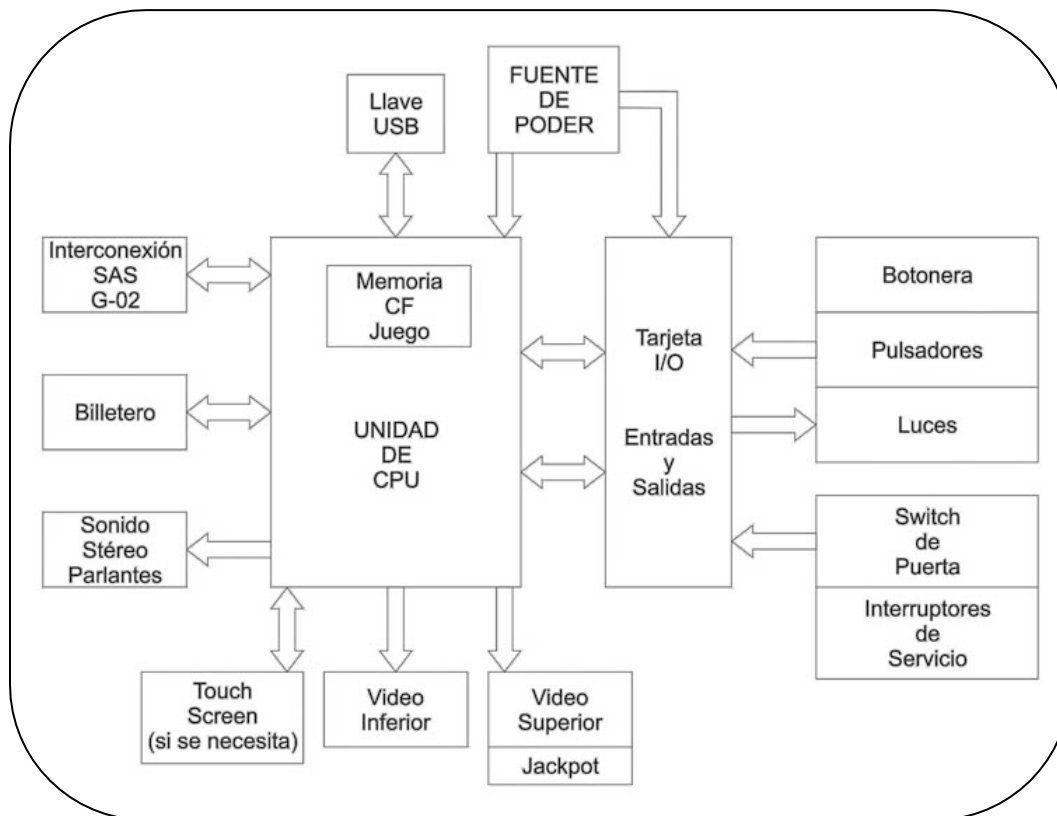 Llave
USB
FUENTE
DE
PODER
Interconexión
SAS
G-02
Memoria
CF
Juego
Tarjeta
I/O
Botonera
Pulsadores
Billetero
UNIDAD
DE
CPU
Entradas
y
Salidas
Luces
Sonido
Stéreo
Parlantes
Switch
de
Puerta
Interruptores
de
Servicio
Touch
Screen
(si se necesita)
Video
Inferior
Video
Superior
Jackpot